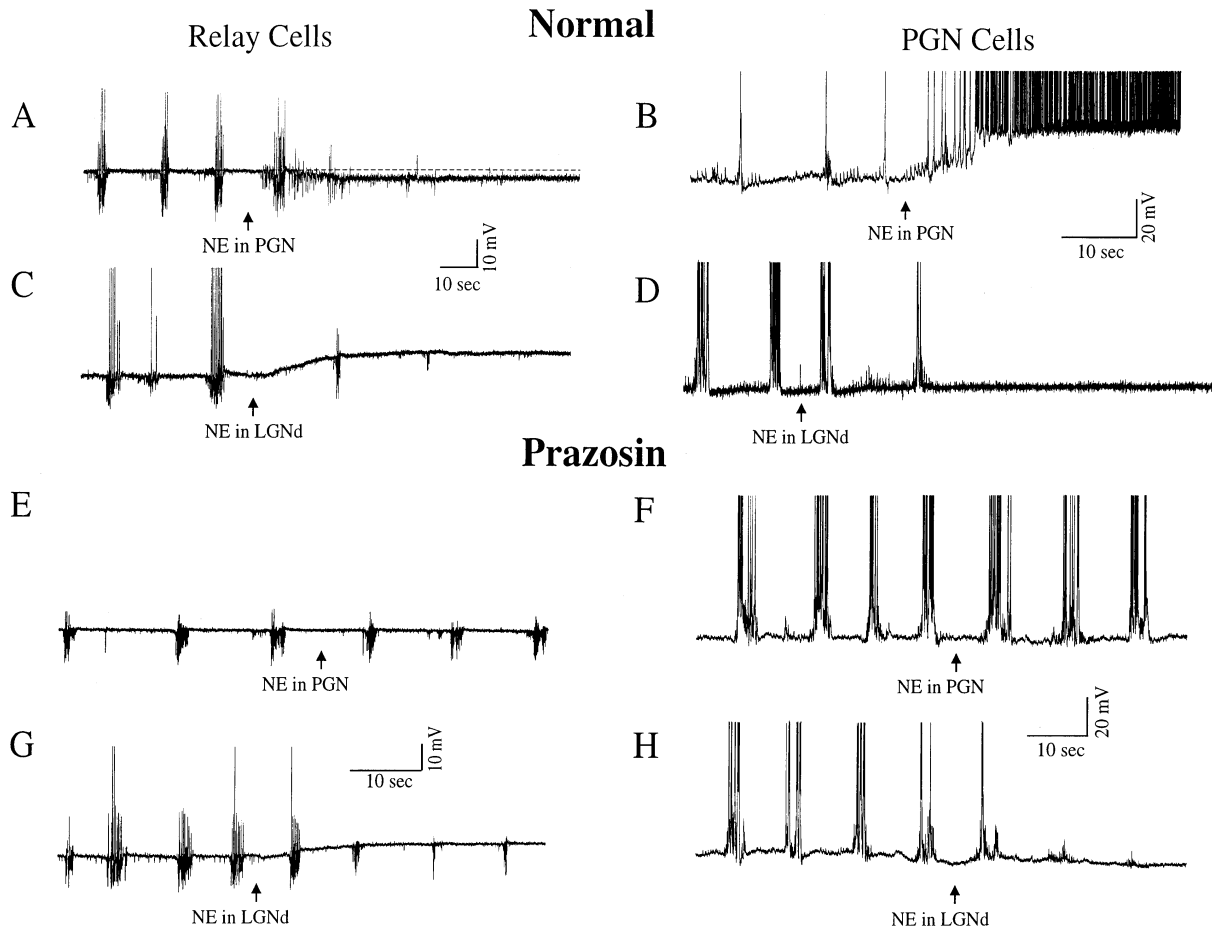 Normal
Relay Cells
PGN Cells
A
NE in PGN
10 mV
10 sec
B
NE in PGN
20 mV
10 sec
C
NE in LGNd
D
NE in LGNd
Prazosin
E
NE in PGN
F
NE in PGN
20 mV
10 sec
G
10 mV
10 sec
NE in LGNd
H
NE in LGNd